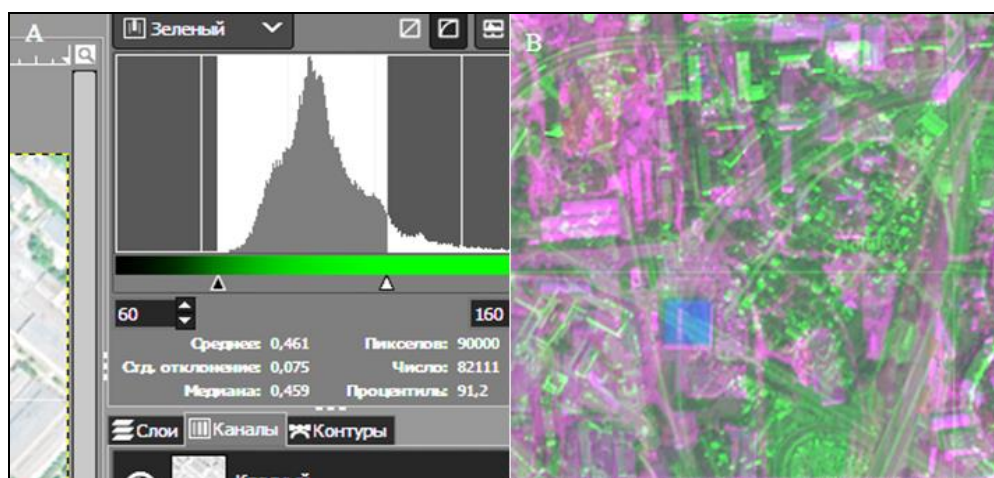 A
Зеленый
60
160
Среднее: 0,461
Пикселов: 90000
Стд. отклонение: 0,075
Число: 82111
Медиана: 0,459
Процентиль: 91,2
Слои
Каналы
Контуры
B